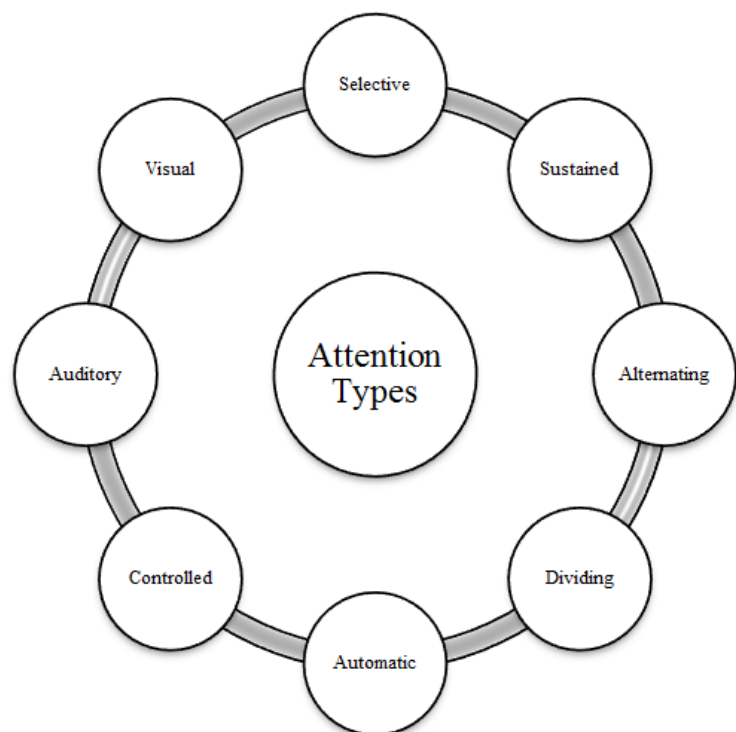 Selective
Sustained
Alternating
Dividing
Automatic
Controlled
Auditory
Visual
Attention
Types